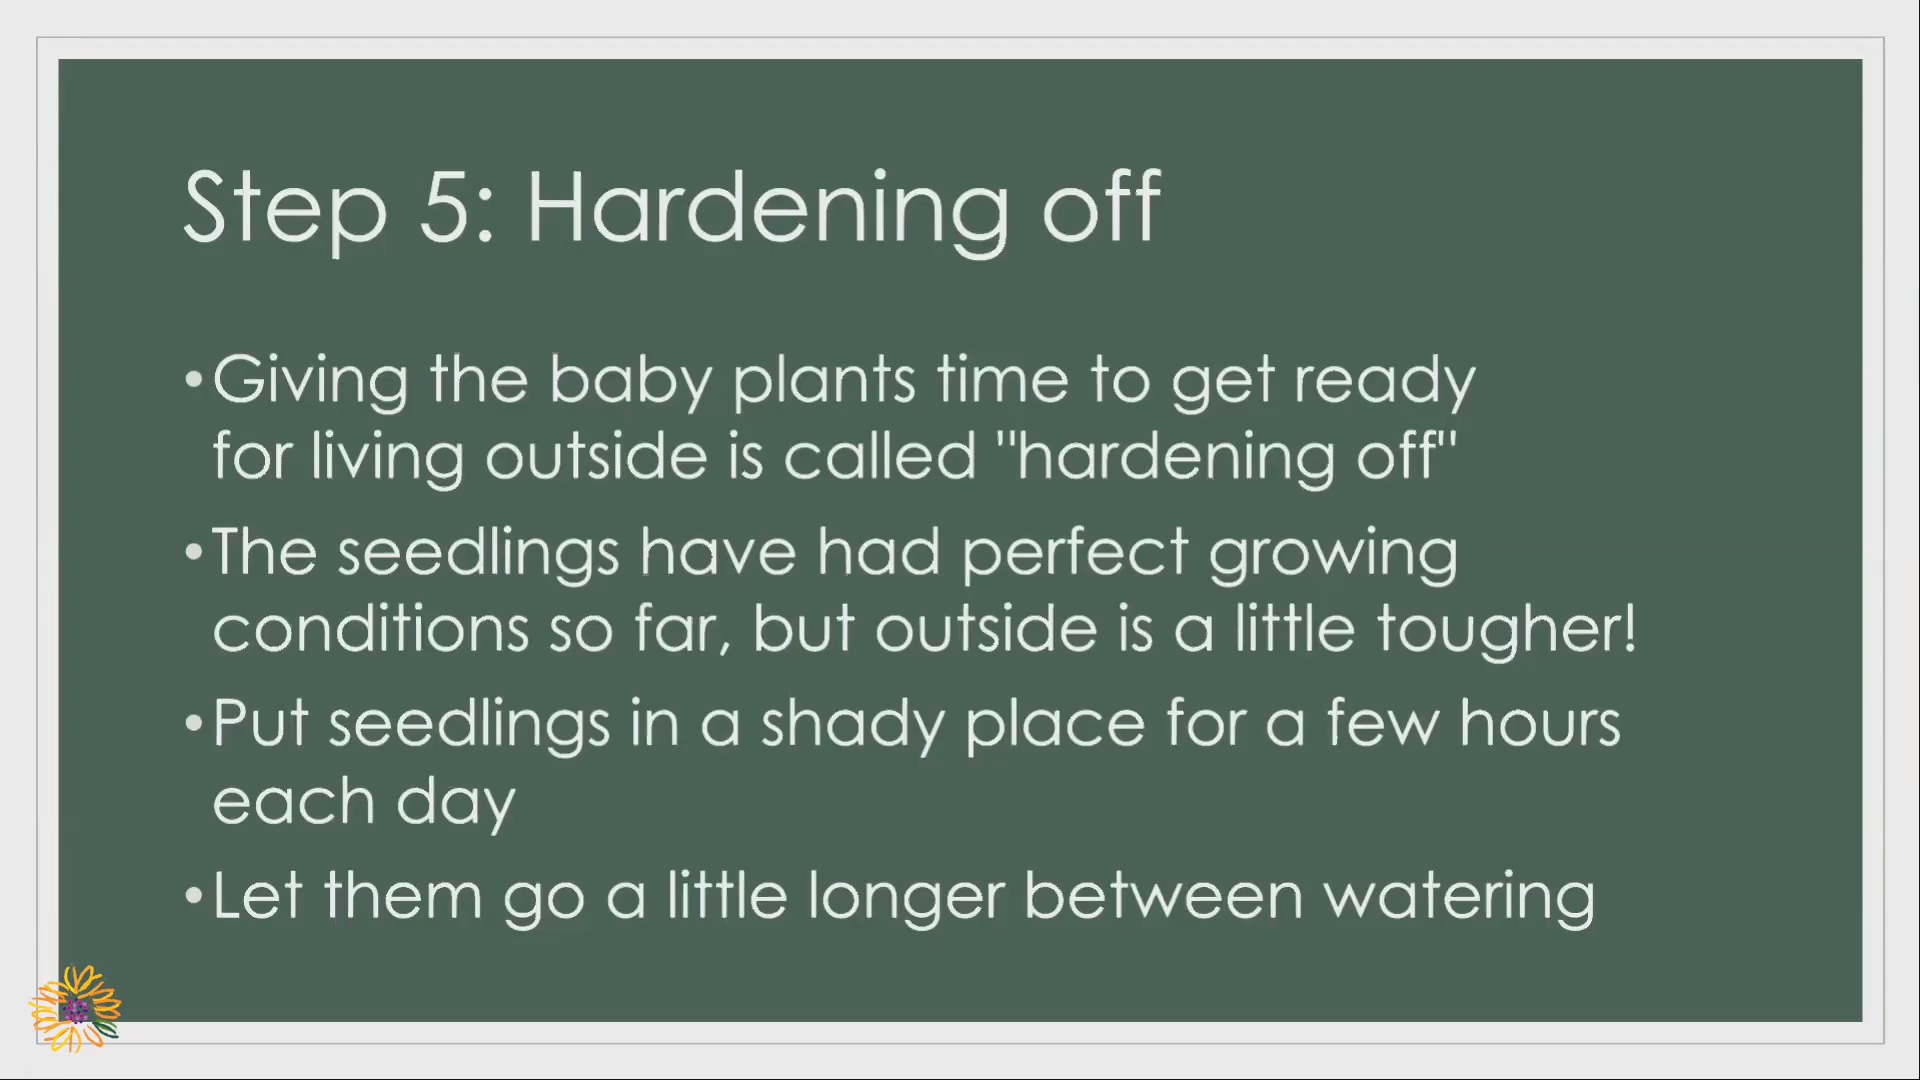 Step 5: Hardening off
•Giving the baby plants time to get ready
for living outside is called "hardening off"
•The seedlings have had perfect growing
conditions so far, but outside is a little tougher!
•Put seedlings in a shady place for a few hours
each day
•Let them go a little longer between watering